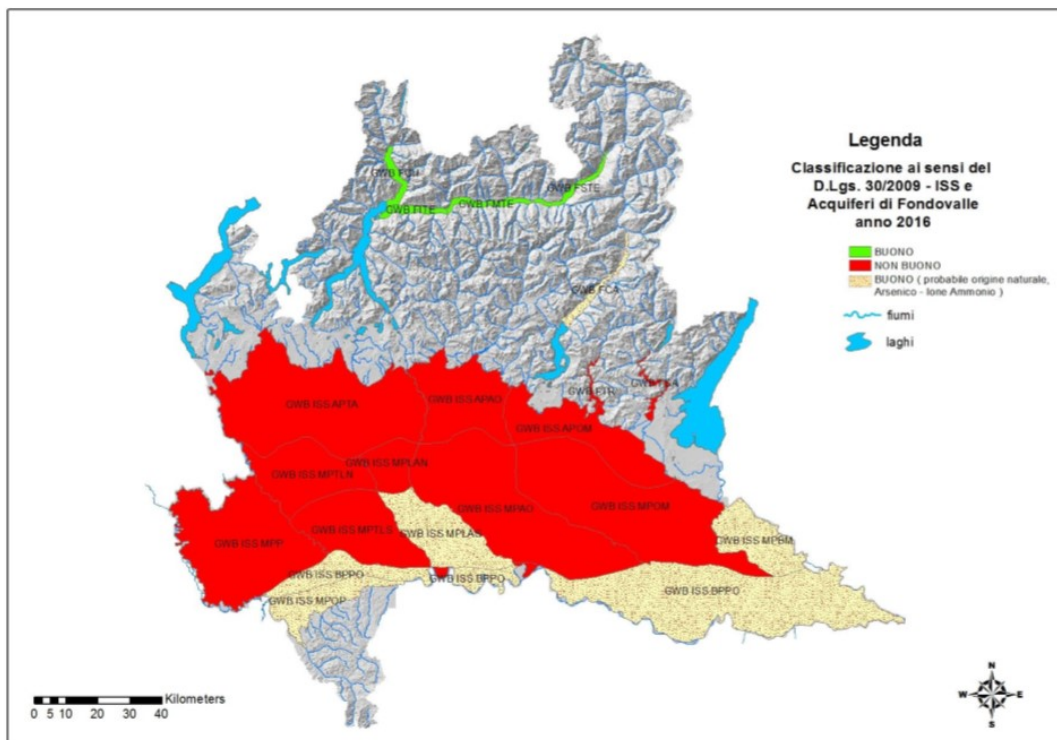 Legenda
Classificazione ai sensi del
D.Lgs. 30/2009 - ISS e
Acquiferi di Fondovalle
anno 2016
BUONO
NON BUONO
BUONO ( probabile origine naturale,
Arsenico - Ione Ammonio )
fiumi
laghi
GWB FSTE
GWB FMTE
GWB FITE
GWB FCA
GWB FTR
GWB ISS APTA
GWB ISS APAO
GWB ISS APOM
GWB ISS MPLAN
GWB ISS MPTLN
GWB ISS MPAO
GWB ISS MPOM
GWB ISS MPTLS
GWB ISS MPLAS
GWB ISS MPBM
GWB ISS MPP
GWB ISS BPPO
GWB ISS BPPO
GWB ISS BPPO
GWB ISS MPOP
Kilometers
0 5 10 20 30 40
N
W E
S